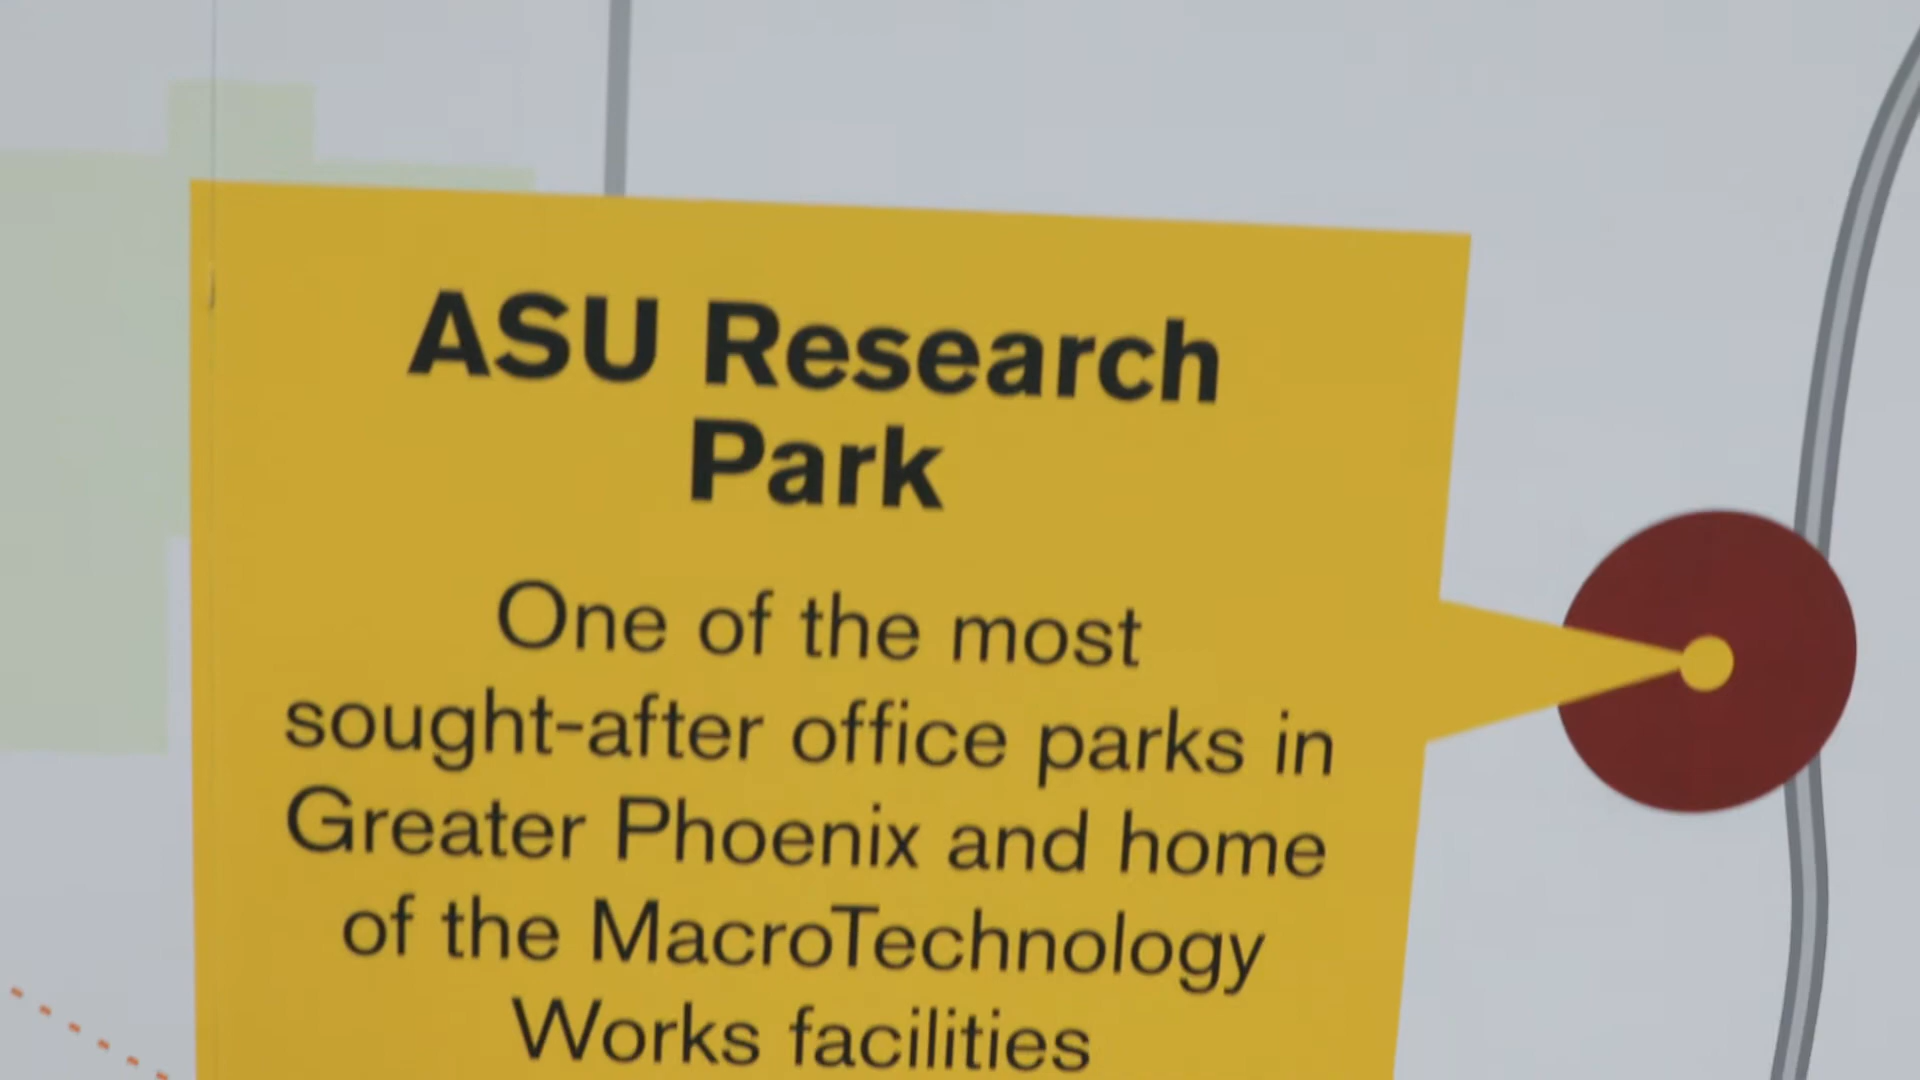 ASU Research
Park
One of the most
sought-after office parks in
Greater Phoenix and home
of the MacroTechnology
Works facilities